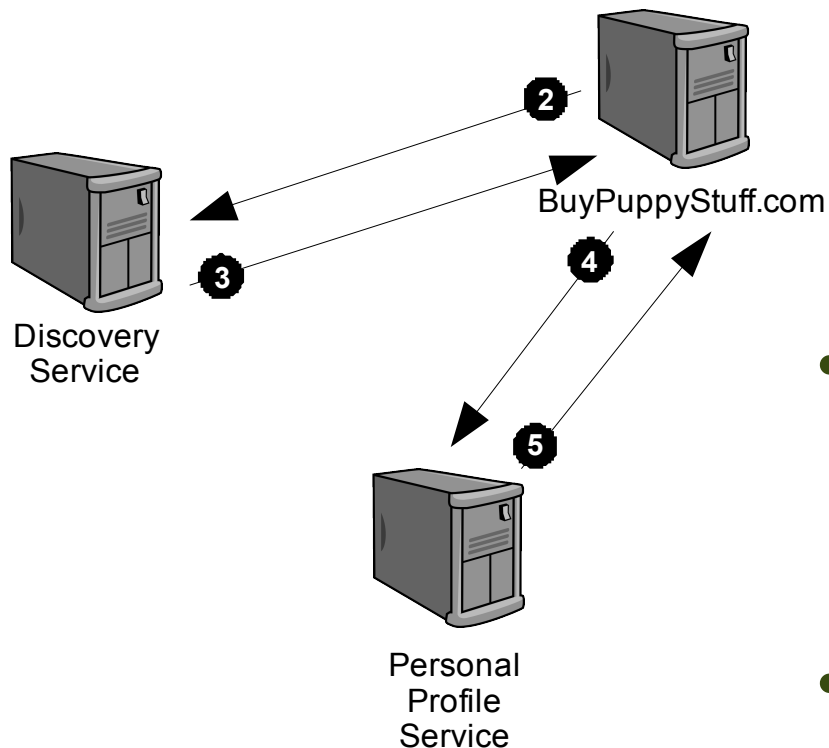 2
BuyPuppyStuff.com
3
4
Discovery
Service
5
Personal
Profile
Service